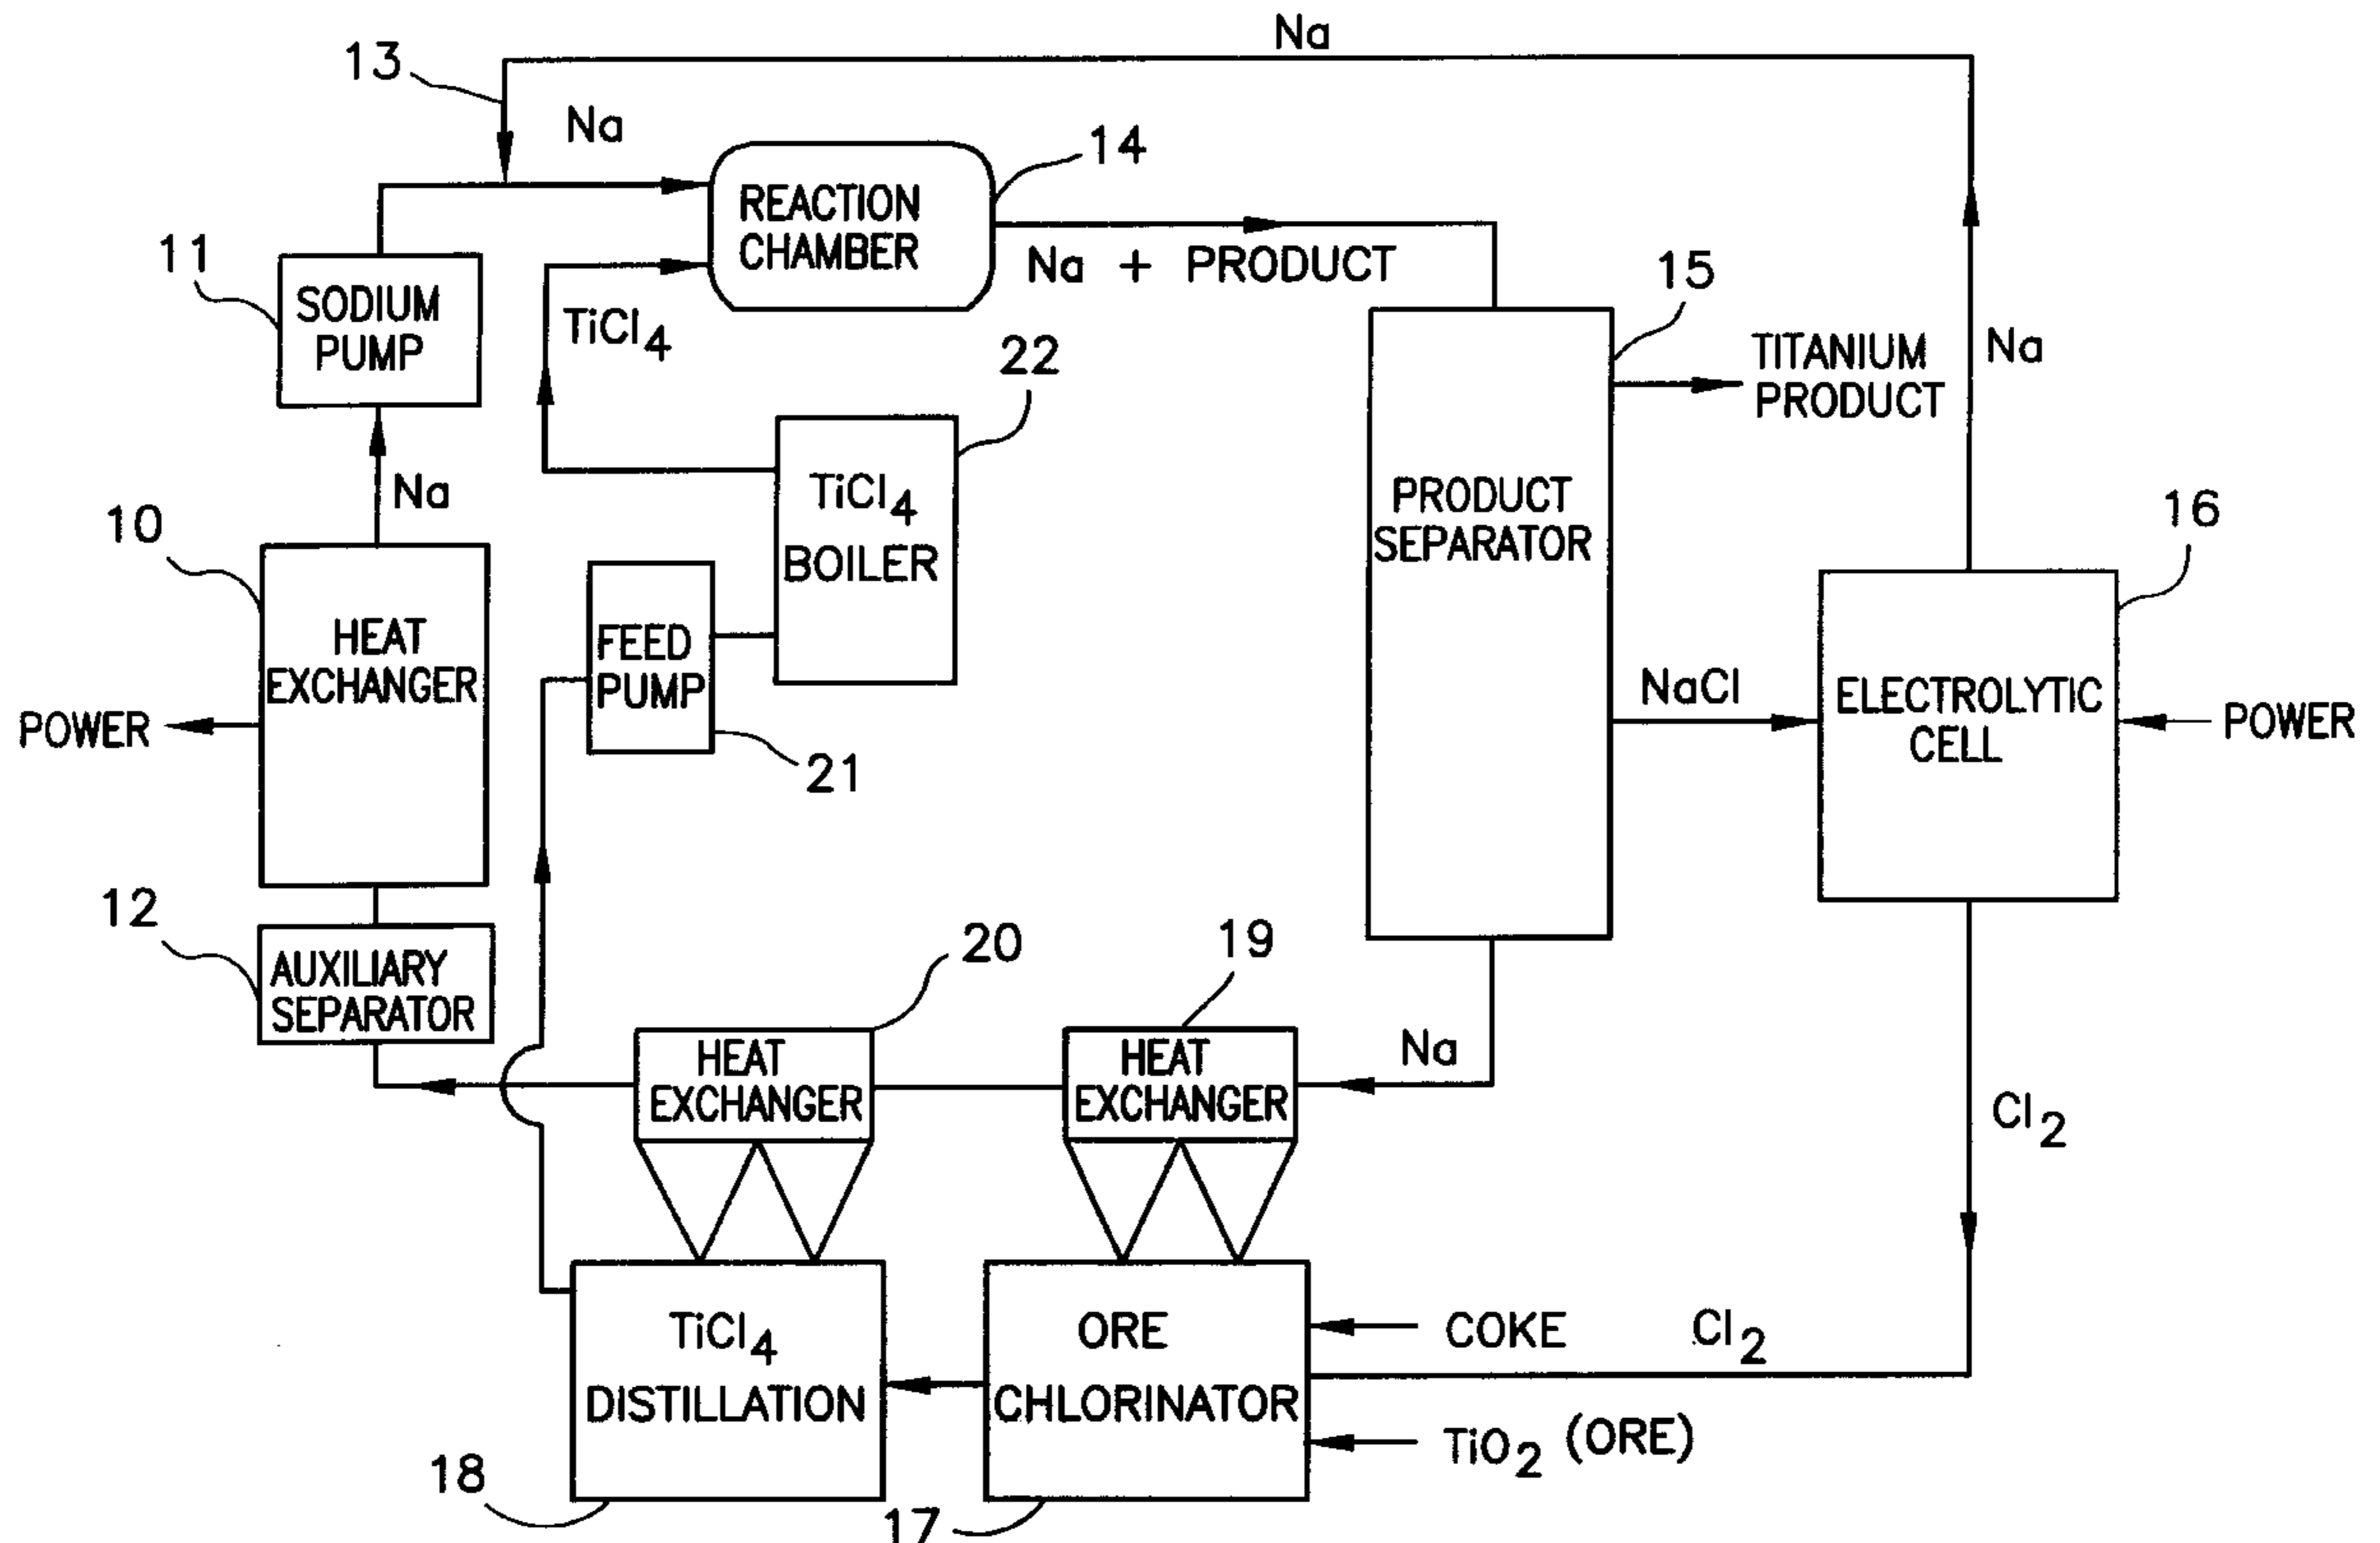 Na
13
Na
14
REACTION
CHAMBER
11
Na + PRODUCT
15
SODIUM
PUMP
TiCl4
22
TITANIUM
PRODUCT
Na
Na
10
TiCl4
BOILER
PRODUCT
SEPARATOR
16
HEAT
EXCHANGER
FEED
PUMP
NaCl
ELECTROLYTIC
CELL
POWER
POWER
21
12
AUXILIARY
SEPARATOR
20
19
HEAT
EXCHANGER
HEAT
EXCHANGER
Na
Cl2
TiCl4
DISTILLATION
ORE
CHLORINATOR
COKE
Cl2
TiO2 (ORE)
18
17